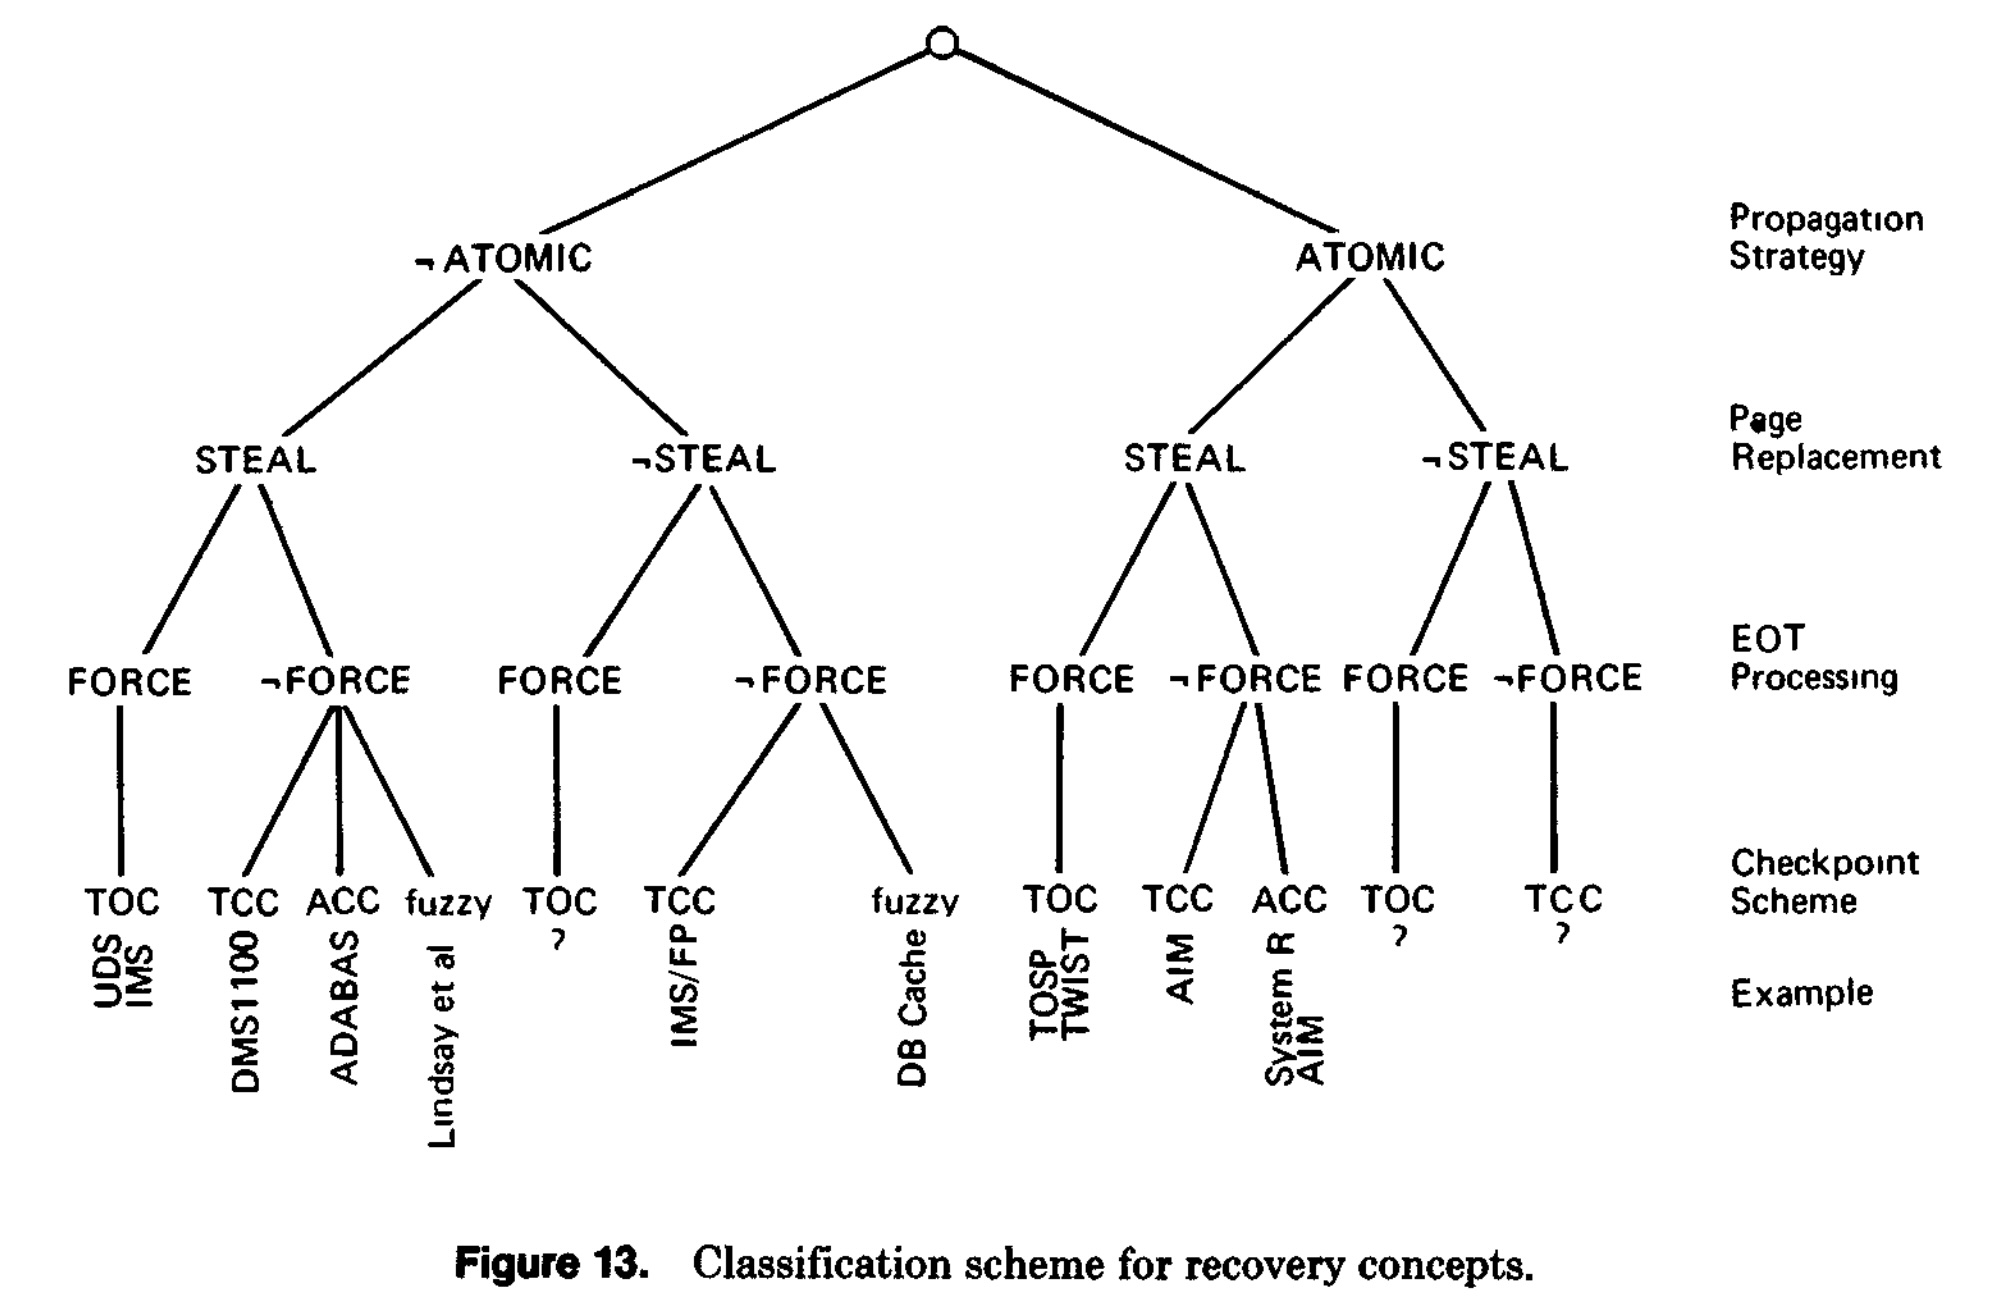 ¬ATOMIC ATOMIC Propagation
Strategy
STEAL ¬STEAL STEAL ¬STEAL Page
Replacement
FORCE ¬FORCE FORCE ¬FORCE FORCE ¬FORCE FORCE ¬FORCE EOT
Processing
TOC TCC ACC fuzzy TOC TCC fuzzy TOC TCC ACC TOC TCC Checkpoint
Scheme
? ? ?
UDS
IMS
DMS1100
ADABAS
Lindsay et al
IMS/FP
DB Cache
TOSP
TWIST
AIM
System R
AIM
Example
Figure 13. Classification scheme for recovery concepts.